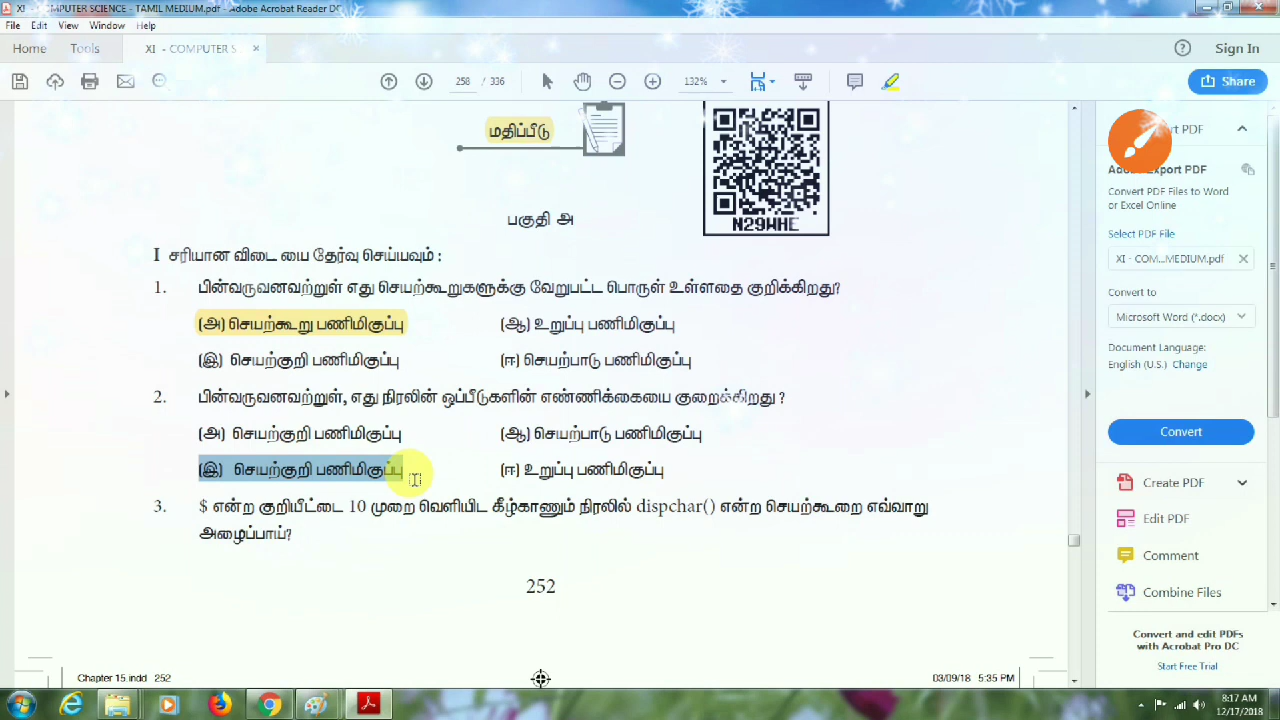 XI - COMPUTER SCIENCE - TAMIL MEDIUM.pdf - Adobe Acrobat Reader DC
File Edit View Window Help
Home Tools XI - COMPUTER S... × Sign In
258 / 336 132% Share
மதிப்பீடு
N29WHE
பகுதி அ
I சரியான விடை யை தேர்வு செய்யவும் :
1. பின்வருவனவற்றுள் எது செயற்கூறுகளுக்கு வேறுபட்ட பொருள் உள்ளதை குறிக்கிறது?
(அ) செயற்கூறு பணிமிகுப்பு (ஆ) உறுப்பு பணிமிகுப்பு
(இ) செயற்குறி பணிமிகுப்பு (ஈ) செயற்பாடு பணிமிகுப்பு
2. பின்வருவனவற்றுள், எது நிரலின் ஒப்பீடுகளின் எண்ணிக்கையை குறைக்கிறது ?
(அ) செயற்குறி பணிமிகுப்பு (ஆ) செயற்பாடு பணிமிகுப்பு
(இ) செயற்குறி பணிமிகுப்பு (ஈ) உறுப்பு பணிமிகுப்பு
3. $ என்ற குறியீட்டை 10 முறை வெளியிட கீழ்காணும் நிரலில் dispchar() என்ற செயற்கூறை எவ்வாறு
அழைப்பாய்?
252
Chapter 15.indd 252 03/09/18 5:35 PM
PDF
Adobe Export PDF
Convert PDF Files to Word
or Excel Online
Select PDF File
XI - COM...MEDIUM.pdf ×
Convert to
Microsoft Word (*.docx)
Document Language:
English (U.S.) Change
Convert
Create PDF
Edit PDF
Comment
Combine Files
Convert and edit PDFs
with Acrobat Pro DC
Start Free Trial
8:17 AM
12/17/2018